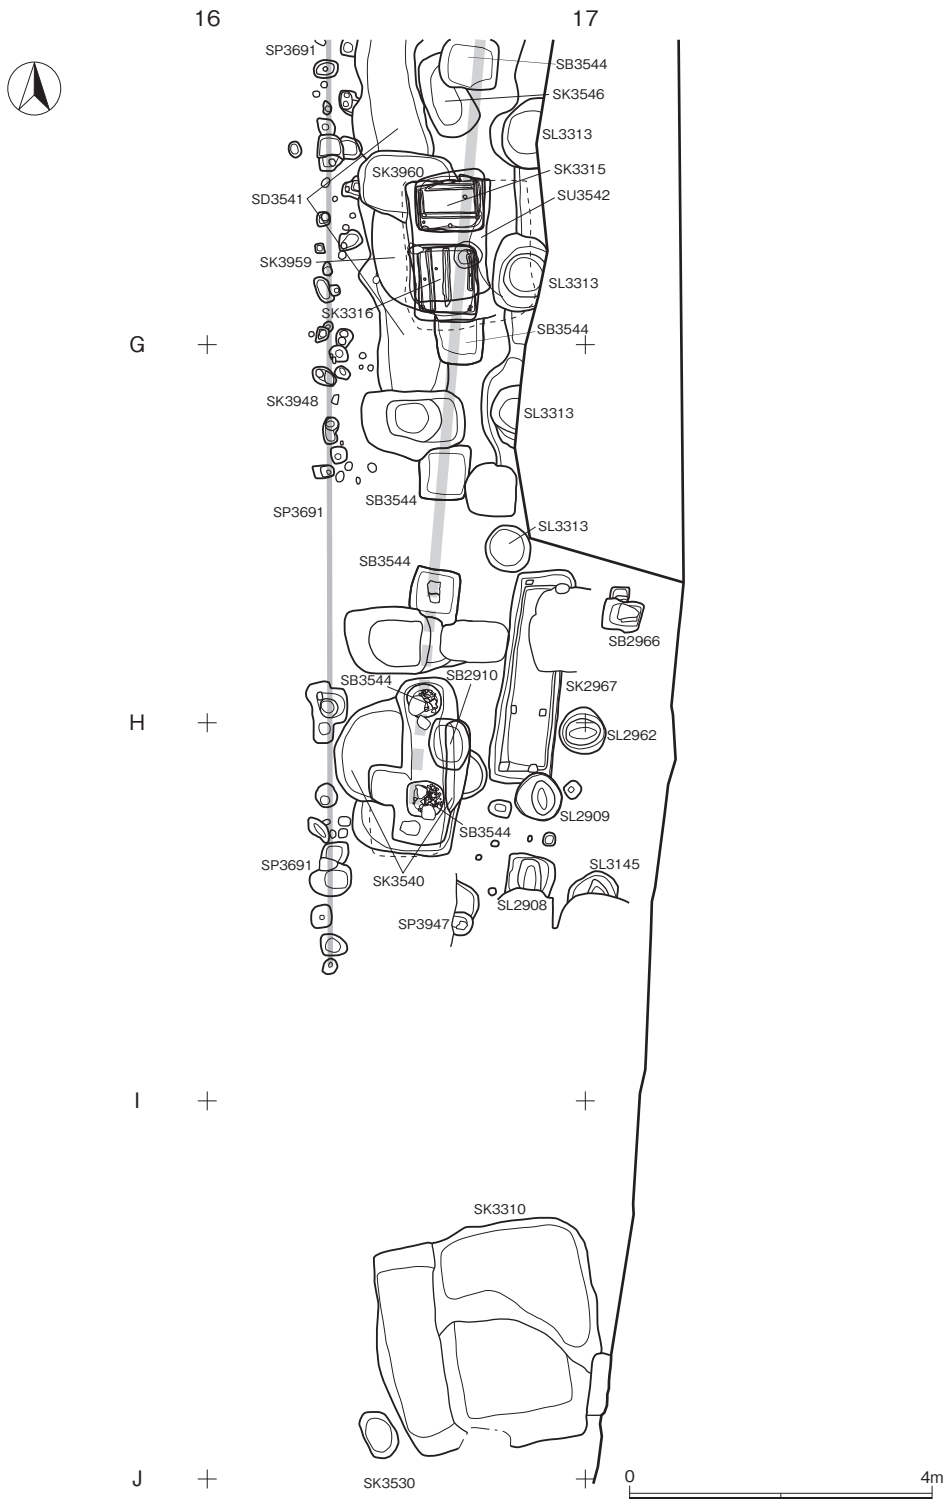 16
17
SP3691
SB3544
SK3546
SL3313
SK3960
SK3315
SD3541
SU3542
SK3959
SL3313
SK3316
SB3544
G
SK3948
SL3313
SB3544
SP3691
SL3313
SB3544
SB2966
SB3544
SB2910
SK2967
H
SL2962
SL2909
SB3544
SP3691
SL3145
SK3540
SL2908
SP3947
I
SK3310
J
SK3530
0
4m